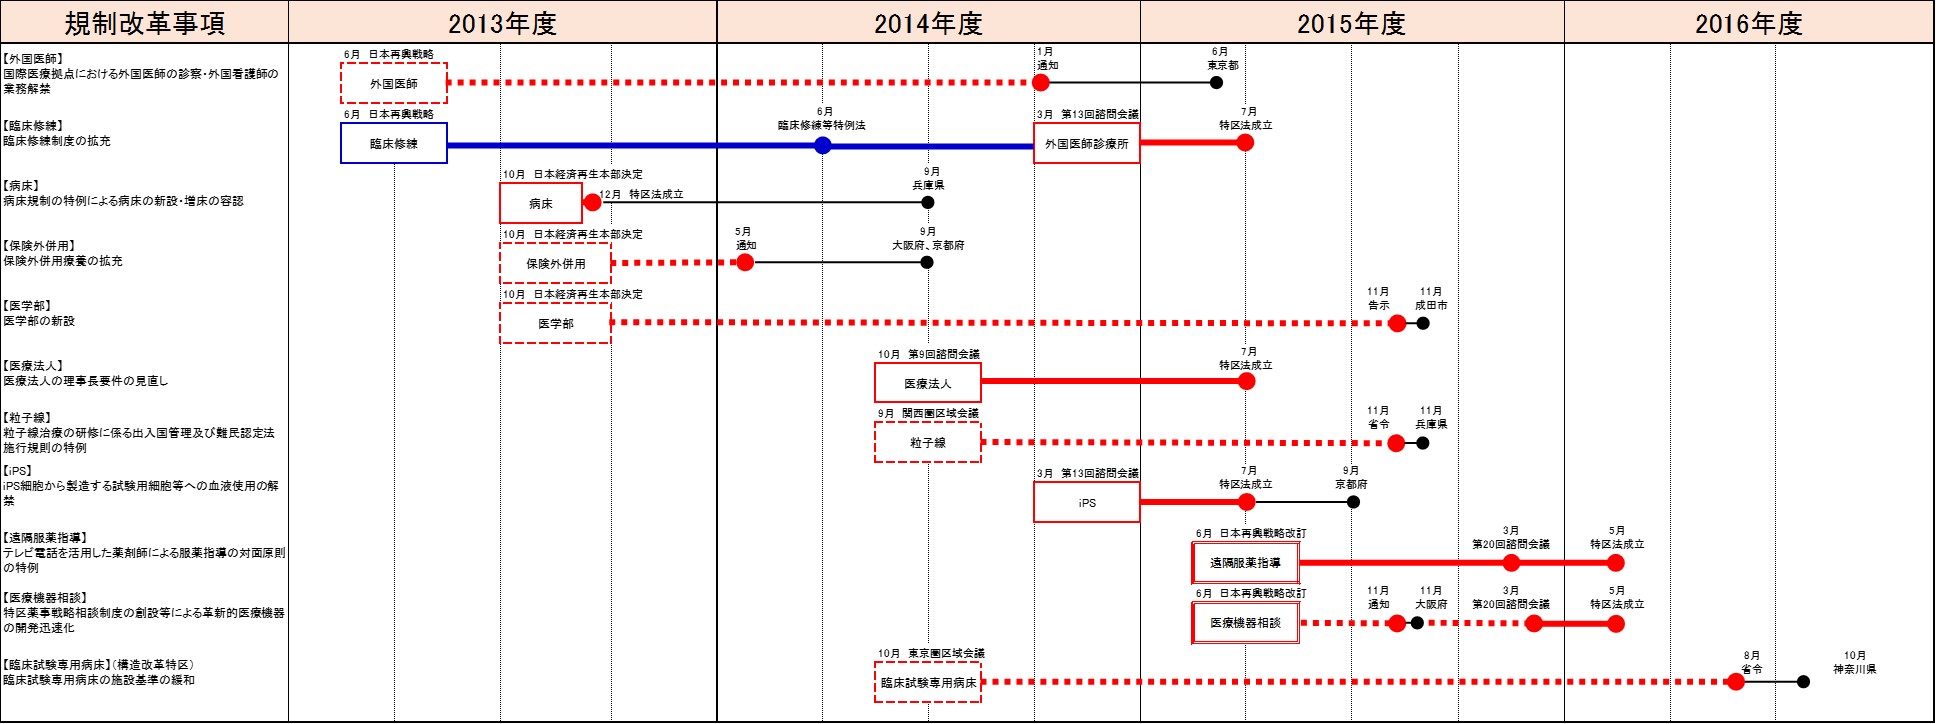 規制改革事項
2013年度
2014年度
2015年度
2016年度
【外国医師】
国際医療拠点における外国医師の診察・外国看護師の
業務解禁
6月 日本再興戦略
外国医師
1月
通知
6月
東京都
【臨床修練】
臨床修練制度の拡充
6月 日本再興戦略
臨床修練
6月
臨床修練等特例法
3月 第13回諮問会議
外国医師診療所
7月
特区法成立
【病床】
病床規制の特例による病床の新設・増床の容認
10月 日本経済再生本部決定
病床
12月 特区法成立
9月
兵庫県
【保険外併用】
保険外併用療養の拡充
10月 日本経済再生本部決定
保険外併用
5月
通知
9月
大阪府、京都府
【医学部】
医学部の新設
10月 日本経済再生本部決定
医学部
11月
告示
11月
成田市
【医療法人】
医療法人の理事長要件の見直し
10月 第9回諮問会議
医療法人
7月
特区法成立
【粒子線】
粒子線治療の研修に係る出入国管理及び難民認定法
施行規則の特例
9月 関西圏区域会議
粒子線
11月
省令
11月
兵庫県
【iPS】
iPS細胞から製造する試験用細胞等への血液使用の解
禁
3月 第13回諮問会議
iPS
7月
特区法成立
9月
京都府
【遠隔服薬指導】
テレビ電話を活用した薬剤師による服薬指導の対面原則
の特例
6月 日本再興戦略改訂
遠隔服薬指導
3月
第20回諮問会議
5月
特区法成立
【医療機器相談】
特区薬事戦略相談制度の創設等による革新的医療機器
の開発迅速化
6月 日本再興戦略改訂
医療機器相談
11月
通知
11月
大阪府
3月
第20回諮問会議
5月
特区法成立
【臨床試験専用病床】（構造改革特区）
臨床試験専用病床の施設基準の緩和
10月 東京圏区域会議
臨床試験専用病床
8月
省令
10月
神奈川県